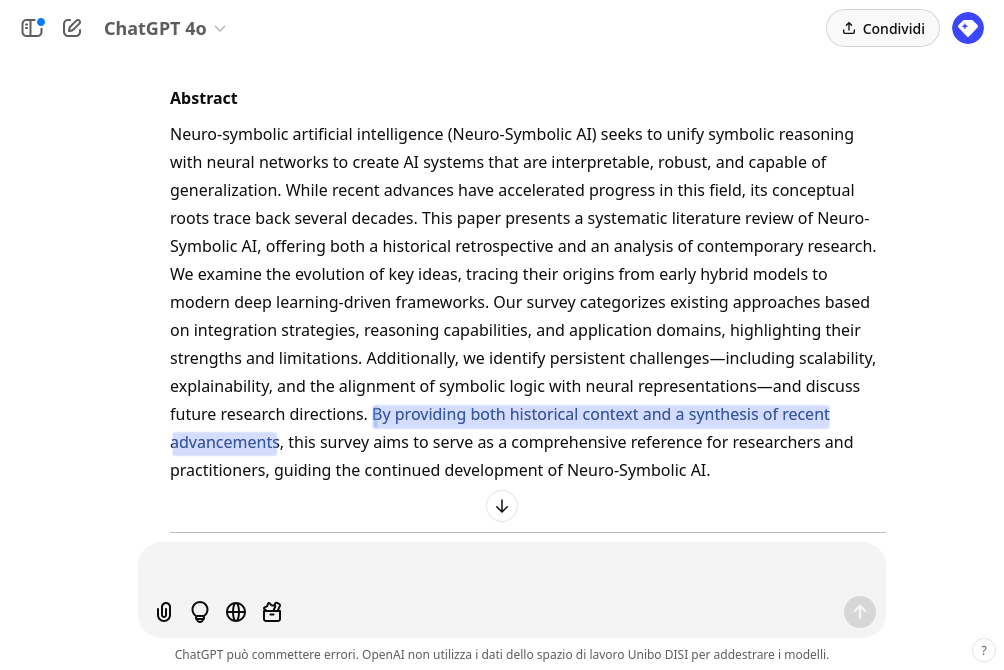 ChatGPT 4o
Condividi
Abstract
Neuro-symbolic artificial intelligence (Neuro-Symbolic AI) seeks to unify symbolic reasoning
with neural networks to create AI systems that are interpretable, robust, and capable of
generalization. While recent advances have accelerated progress in this field, its conceptual
roots trace back several decades. This paper presents a systematic literature review of Neuro-
Symbolic AI, offering both a historical retrospective and an analysis of contemporary research.
We examine the evolution of key ideas, tracing their origins from early hybrid models to
modern deep learning-driven frameworks. Our survey categorizes existing approaches based
on integration strategies, reasoning capabilities, and application domains, highlighting their
strengths and limitations. Additionally, we identify persistent challenges—including scalability,
explainability, and the alignment of symbolic logic with neural representations—and discuss
future research directions. By providing both historical context and a synthesis of recent
advancements, this survey aims to serve as a comprehensive reference for researchers and
practitioners, guiding the continued development of Neuro-Symbolic AI.
ChatGPT può commettere errori. OpenAI non utilizza i dati dello spazio di lavoro Unibo DISI per addestrare i modelli.
?